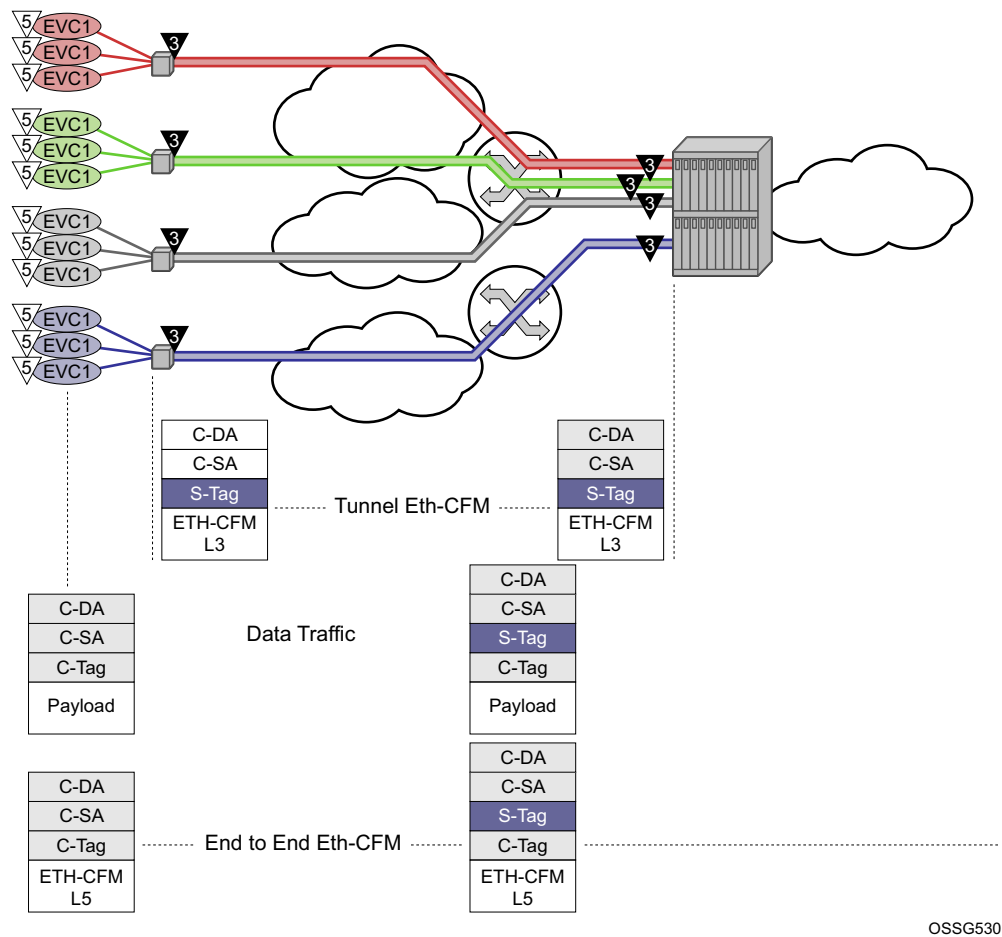 5 EVC1
5 EVC1
5 EVC1
3
5 EVC1
5 EVC1
5 EVC1
3
3
3
3
5 EVC1
5 EVC1
5 EVC1
3
3
5 EVC1
5 EVC1
5 EVC1
3
C-DA
C-SA
S-Tag
ETH-CFM
L3
Tunnel Eth-CFM
C-DA
C-SA
S-Tag
ETH-CFM
L3
C-DA
C-SA
C-Tag
Payload
Data Traffic
C-DA
C-SA
S-Tag
C-Tag
Payload
C-DA
C-SA
C-Tag
ETH-CFM
L5
End to End Eth-CFM
C-DA
C-SA
S-Tag
C-Tag
ETH-CFM
L5
OSSG530